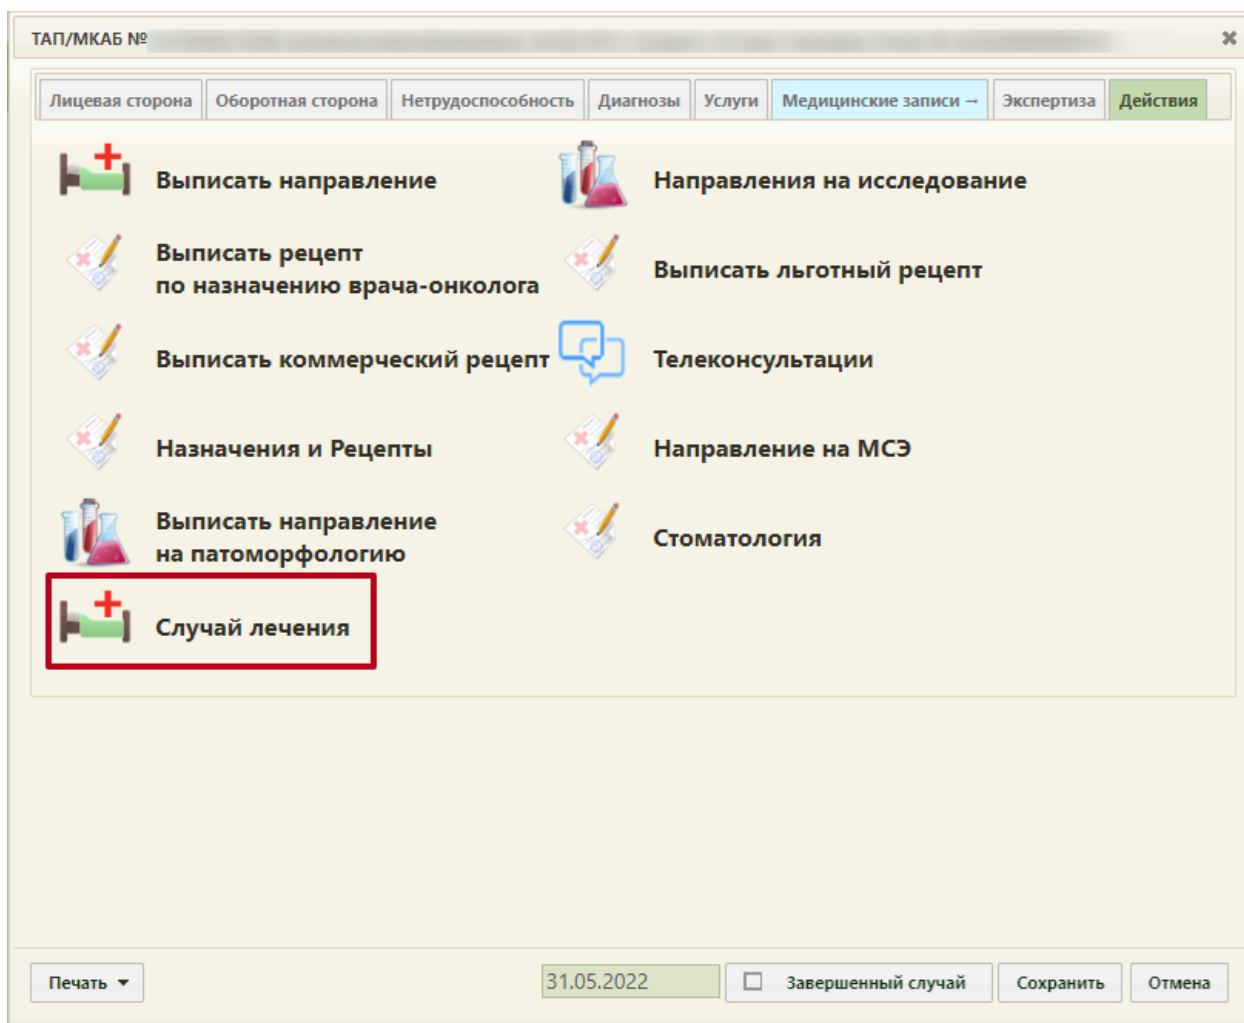 ТАП/МКАБ №
Лицевая сторона Оборотная сторона Нетрудоспособность Диагнозы Услуги Медицинские записи → Экспертиза Действия
Выписать направление
Направления на исследование
Выписать рецепт
по назначению врача-онколога
Выписать льготный рецепт
Выписать коммерческий рецепт
Телеконсультации
Назначения и Рецепты
Направление на МСЭ
Выписать направление
на патоморфологию
Стоматология
Случай лечения
Печать
31.05.2022
Завершенный случай
Сохранить
Отмена